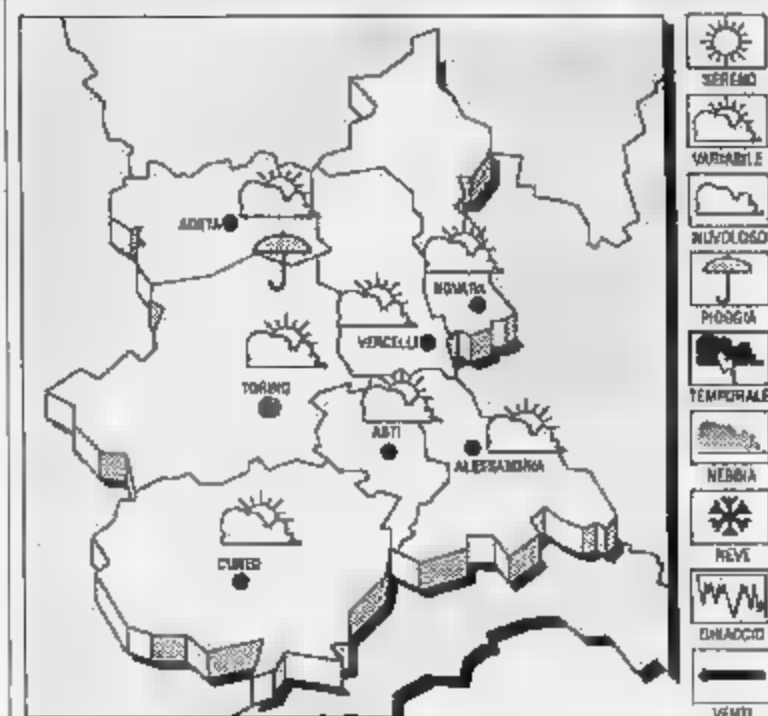 AOSTA
NOVARA
VERCELLI
TORINO
ASTI
ALESSANDRIA
CUNEO
SERENO
VARIABILE
NUVOLOSO
PIOGGIA
TEMPORALE
NEBBIA
NEVE
GHIACCIO
VENTI